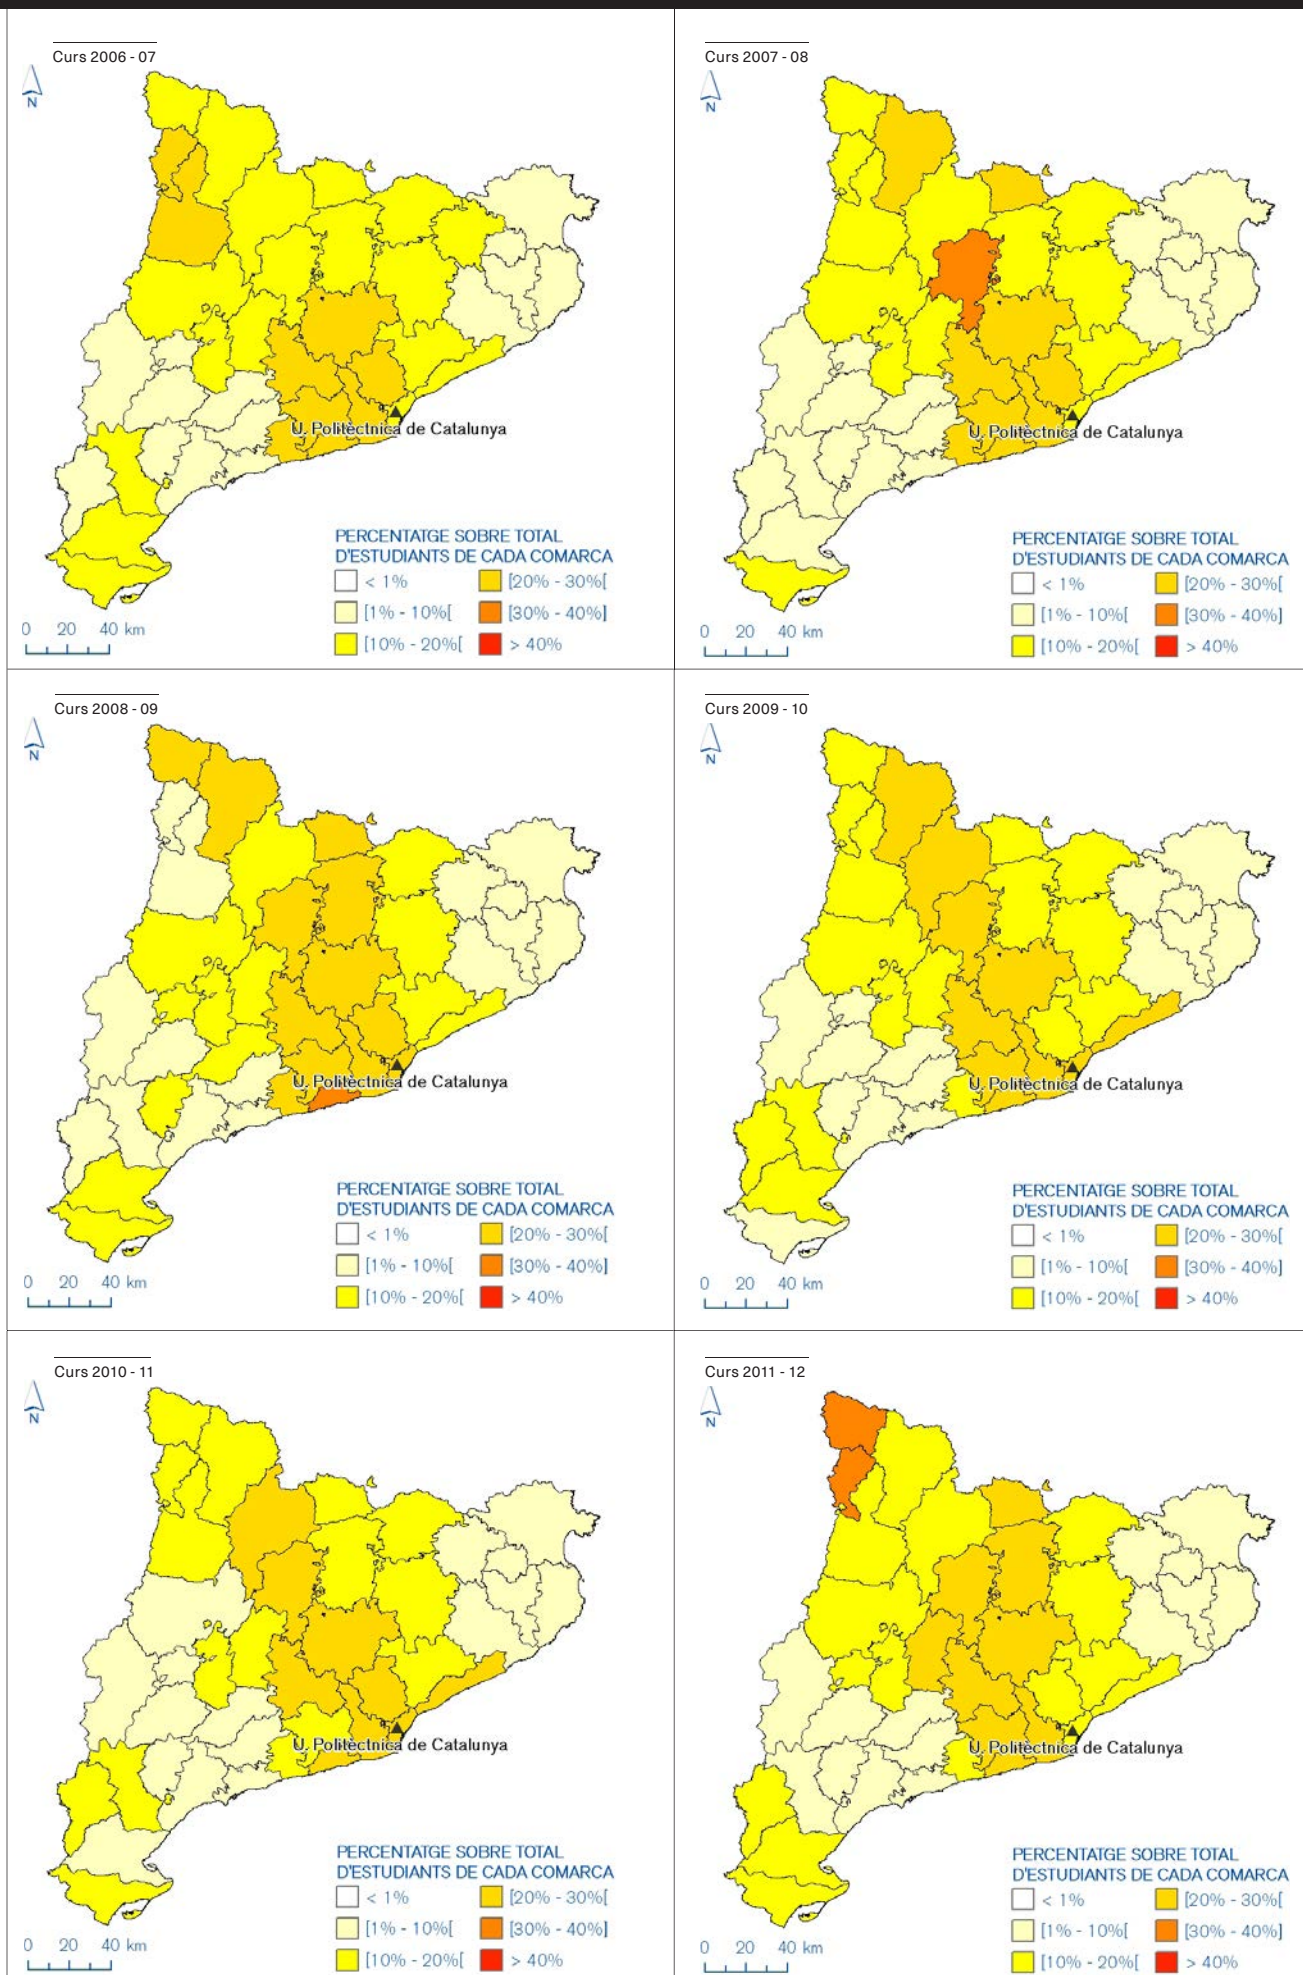 Curs 2006 - 07
N
U. Politècnica de Catalunya
PERCENTATGE SOBRE TOTAL
D'ESTUDIANTS DE CADA COMARCA
< 1% [20% - 30%[
[1% - 10%[ [30% - 40%]
[10% - 20%[ > 40%
0 20 40 km
Curs 2007 - 08
N
U. Politècnica de Catalunya
PERCENTATGE SOBRE TOTAL
D'ESTUDIANTS DE CADA COMARCA
< 1% [20% - 30%[
[1% - 10%[ [30% - 40%]
[10% - 20%[ > 40%
0 20 40 km
Curs 2008 - 09
N
U. Politècnica de Catalunya
PERCENTATGE SOBRE TOTAL
D'ESTUDIANTS DE CADA COMARCA
< 1% [20% - 30%[
[1% - 10%[ [30% - 40%]
[10% - 20%[ > 40%
0 20 40 km
Curs 2009 - 10
N
U. Politècnica de Catalunya
PERCENTATGE SOBRE TOTAL
D'ESTUDIANTS DE CADA COMARCA
< 1% [20% - 30%[
[1% - 10%[ [30% - 40%]
[10% - 20%[ > 40%
0 20 40 km
Curs 2010 - 11
N
U. Politècnica de Catalunya
PERCENTATGE SOBRE TOTAL
D'ESTUDIANTS DE CADA COMARCA
< 1% [20% - 30%[
[1% - 10%[ [30% - 40%]
[10% - 20%[ > 40%
0 20 40 km
Curs 2011 - 12
N
U. Politècnica de Catalunya
PERCENTATGE SOBRE TOTAL
D'ESTUDIANTS DE CADA COMARCA
< 1% [20% - 30%[
[1% - 10%[ [30% - 40%]
[10% - 20%[ > 40%
0 20 40 km